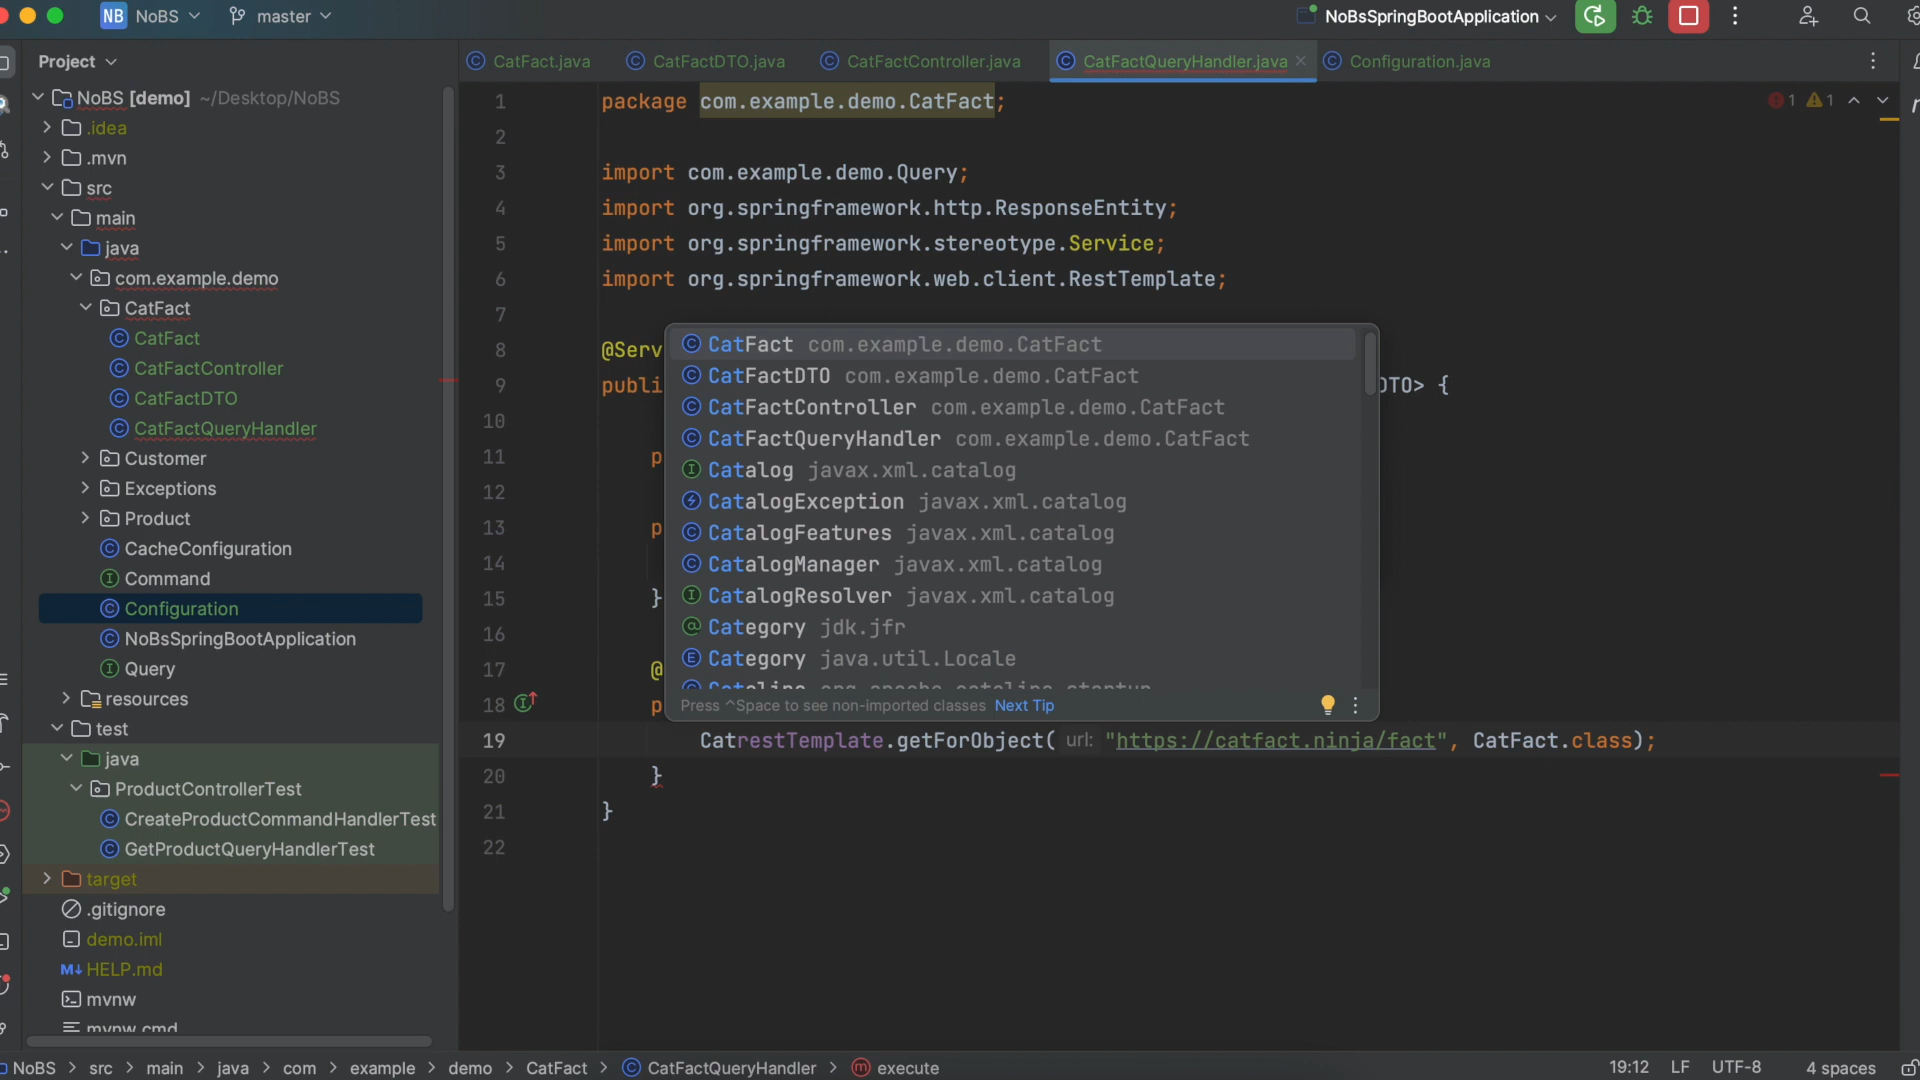 NB NoBS master NoBsSpringBootApplication
Project
CatFact.java CatFactDTO.java CatFactController.java CatFactQueryHandler.java Configuration.java
NoBS [demo] ~/Desktop/NoBS
.idea
.mvn
src
main
java
com.example.demo
CatFact
CatFact
CatFactController
CatFactDTO
CatFactQueryHandler
Customer
Exceptions
Product
CacheConfiguration
Command
Configuration
NoBsSpringBootApplication
Query
resources
test
java
ProductControllerTest
CreateProductCommandHandlerTest
GetProductQueryHandlerTest
target
.gitignore
demo.iml
M↓ HELP.md
mvnw
mvnw.cmd
1 package com.example.demo.CatFact; 1 1
2
3 import com.example.demo.Query;
4 import org.springframework.http.ResponseEntity;
5 import org.springframework.stereotype.Service;
6 import org.springframework.web.client.RestTemplate;
7
8 @Serv
9 publi DTO> {
10
11 p
12
13 p
14
15 }
16
17 @
18 p
19 CatrestTemplate.getForObject( url: "https://catfact.ninja/fact", CatFact.class);
20 }
21 }
22
CatFact com.example.demo.CatFact
CatFactDTO com.example.demo.CatFact
CatFactController com.example.demo.CatFact
CatFactQueryHandler com.example.demo.CatFact
Catalog javax.xml.catalog
CatalogException javax.xml.catalog
CatalogFeatures javax.xml.catalog
CatalogManager javax.xml.catalog
CatalogResolver javax.xml.catalog
Category jdk.jfr
Category java.util.Locale
Catalina org.apache.catalina.startup
Press ^Space to see non-imported classes Next Tip
NoBS > src > main > java > com > example > demo > CatFact > CatFactQueryHandler > execute 19:12 LF UTF-8 4 spaces